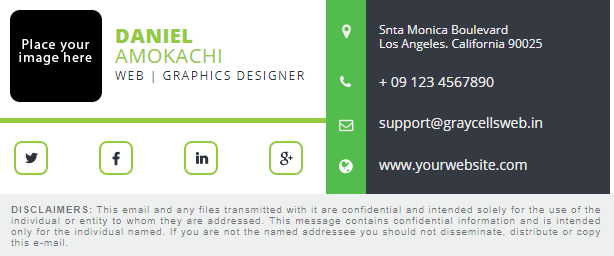 Place your
image here
DANIEL
AMOKACHI
WEB | GRAPHICS DESIGNER
Snta Monica Boulevard
Los Angeles. California 90025
+ 09 123 4567890
support@graycellsweb.in
www.yourwebsite.com
f
in
g+
DISCLAIMERS: This email and any files transmitted with it are confidential and intended solely for the use of the
individual or entity to whom they are addressed. This message contains confidential information and is intended
only for the individual named. If you are not the named addressee you should not disseminate, distribute or copy
this e-mail.